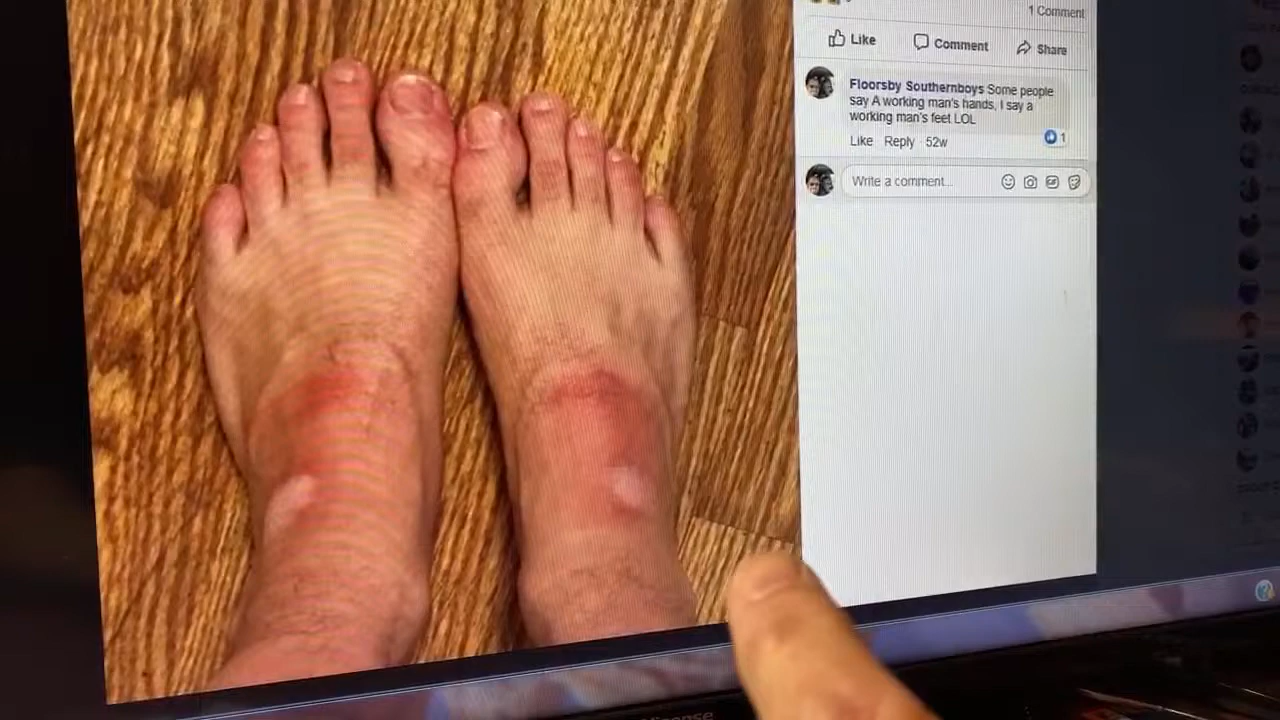 1 Comment
Like Comment Share
Floorsby Southernboys Some people
say A working man's hands, I say a
working man's feet LOL
Like Reply · 52w
1
Write a comment...
Hisense